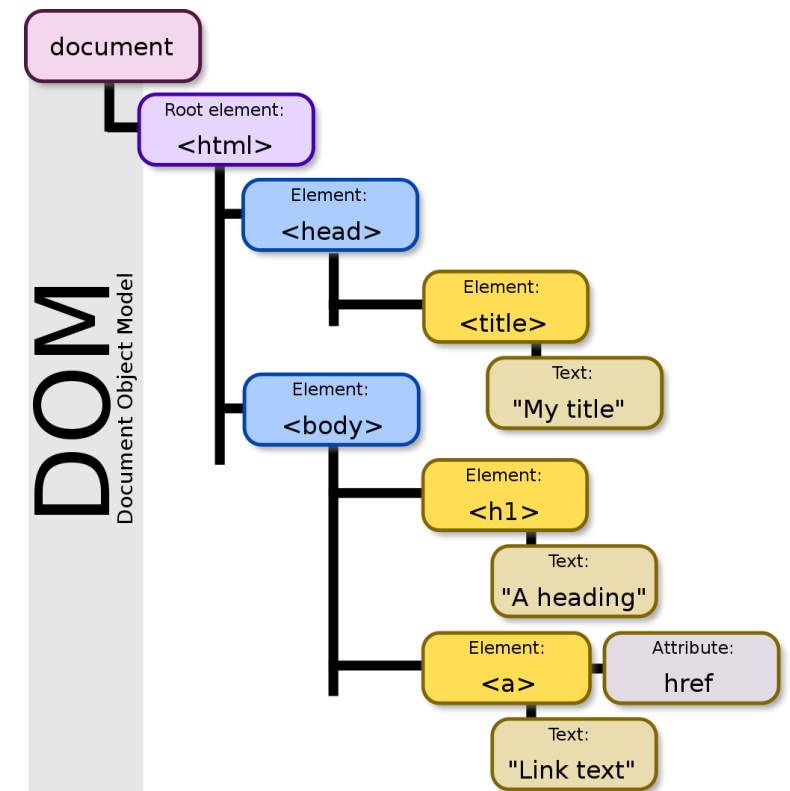 document
Root element:
<html>
Element:
<head>
Element:
<title>
Text:
"My title"
Element:
<body>
Element:
<h1>
Text:
"A heading"
Element:
<a>
Attribute:
href
Text:
"Link text"
DOM
Document Object Model